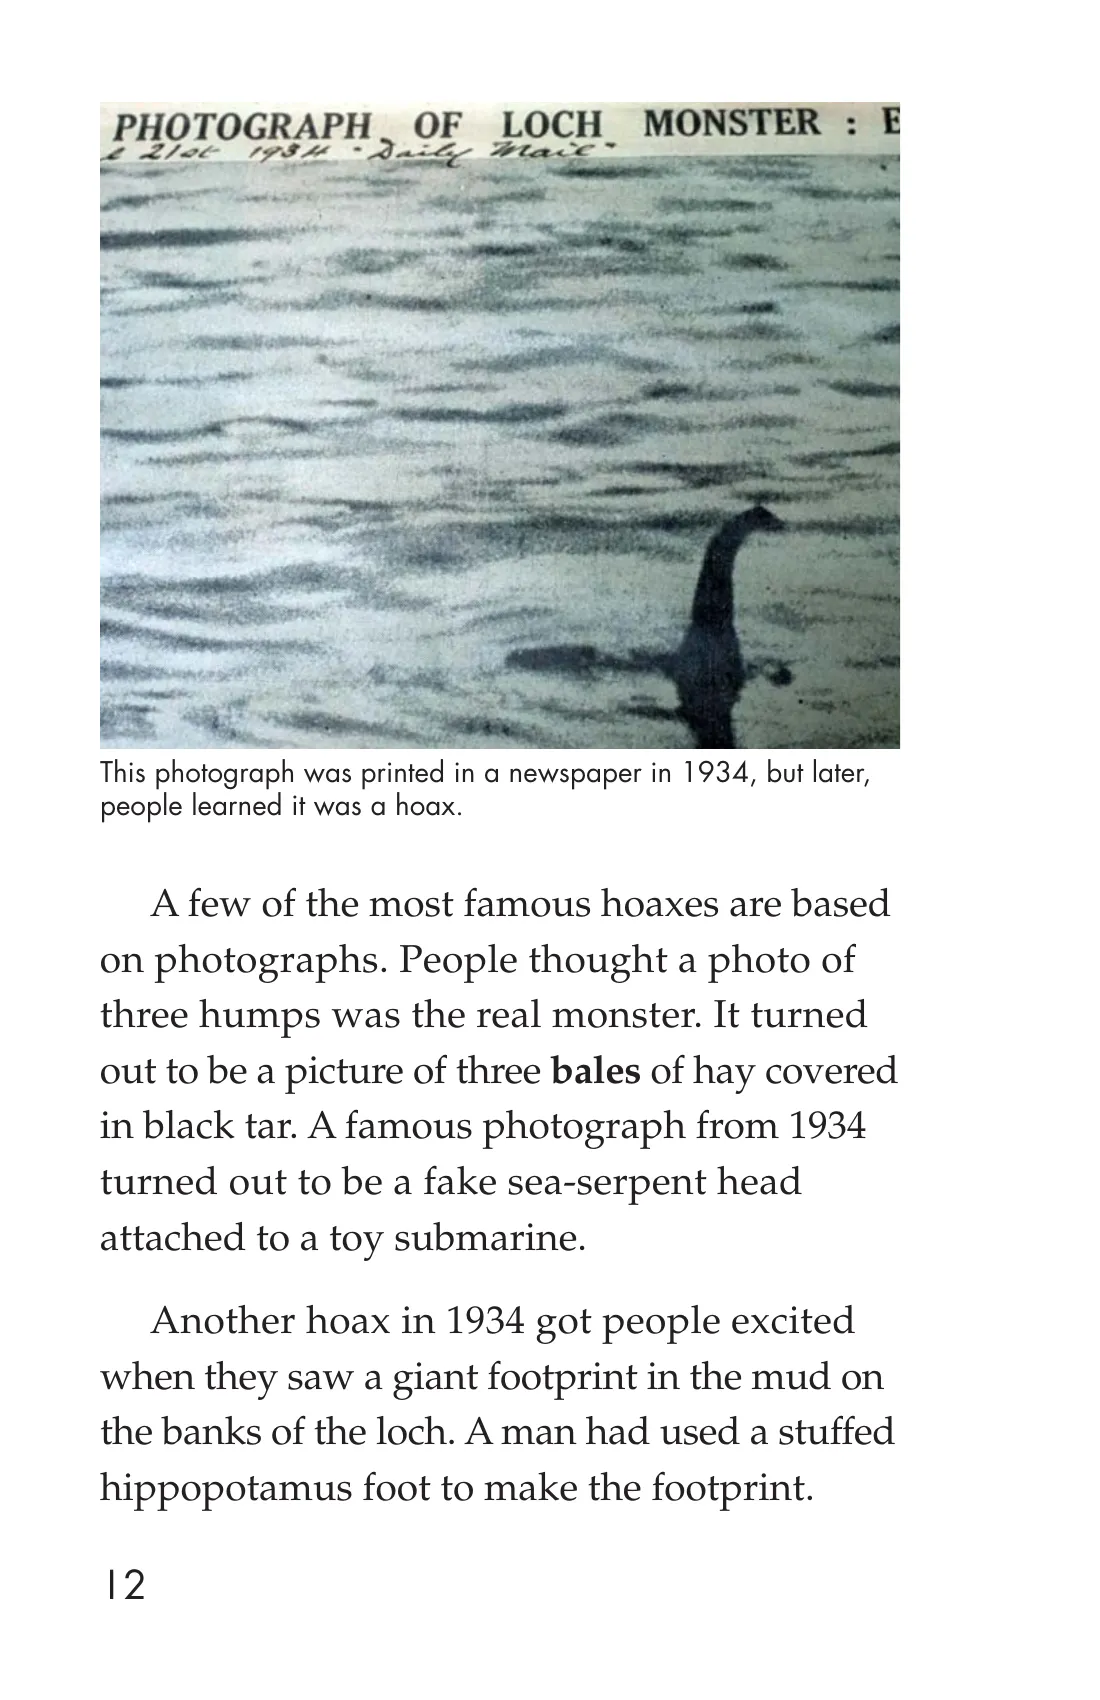 PHOTOGRAPH OF LOCH MONSTER : E
21st 1934 "Daily Mail"
This photograph was printed in a newspaper in 1934, but later,
people learned it was a hoax.
A few of the most famous hoaxes are based
on photographs. People thought a photo of
three humps was the real monster. It turned
out to be a picture of three bales of hay covered
in black tar. A famous photograph from 1934
turned out to be a fake sea-serpent head
attached to a toy submarine.
Another hoax in 1934 got people excited
when they saw a giant footprint in the mud on
the banks of the loch. A man had used a stuffed
hippopotamus foot to make the footprint.
12